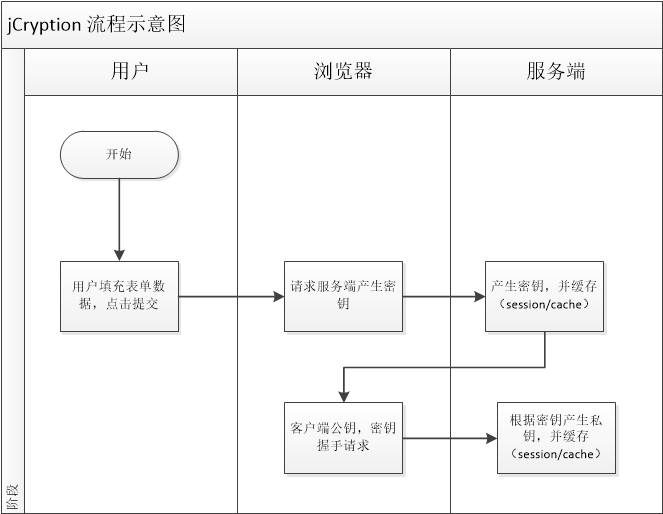 jCryption 流程示意图
用户
浏览器
服务端
开始
用户填充表单数
据，点击提交
请求服务端产生密
钥
产生密钥，并缓存
（session/cache）
客户端公钥，密钥
握手请求
根据密钥产生私
钥，并缓存
（session/cache）
阶段